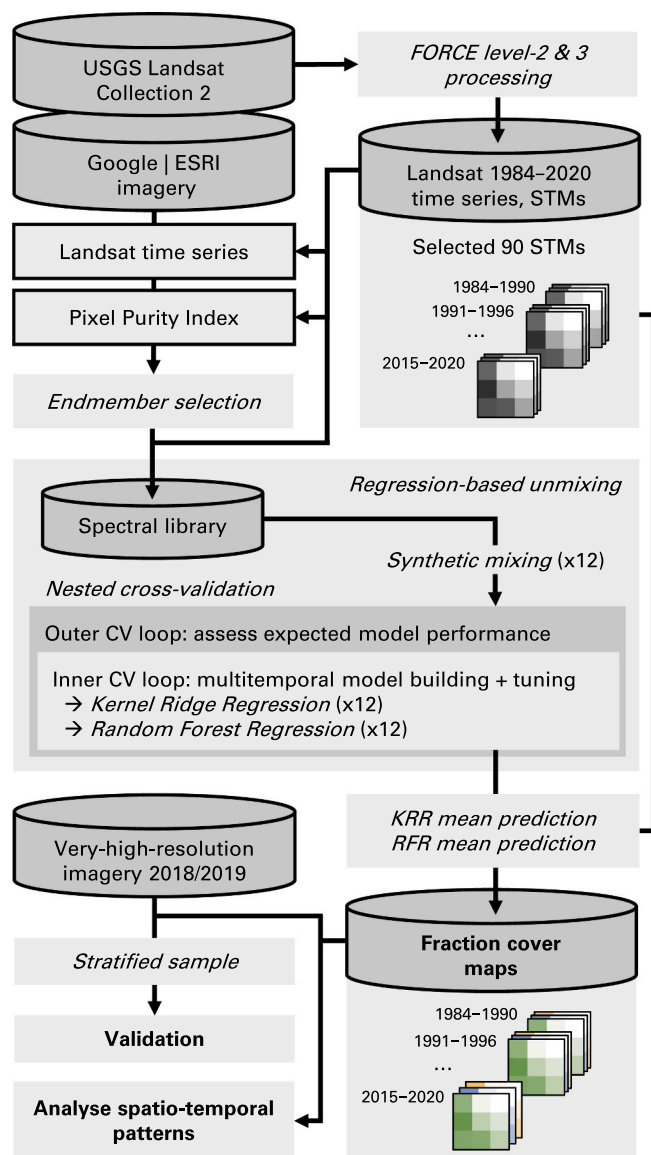 USGS Landsat
Collection 2
FORCE level-2 & 3
processing
Google | ESRI
imagery
Landsat 1984–2020
time series, STMs
Landsat time series
Selected 90 STMs
Pixel Purity Index
1984–1990
1991–1996
...
2015–2020
Endmember selection
Regression-based unmixing
Spectral library
Synthetic mixing (x12)
Nested cross-validation
Outer CV loop: assess expected model performance
Inner CV loop: multitemporal model building + tuning
→ Kernel Ridge Regression (x12)
→ Random Forest Regression (x12)
KRR mean prediction
RFR mean prediction
Very-high-resolution
imagery 2018/2019
Fraction cover
maps
Stratified sample
Validation
1984–1990
1991–1996
...
2015–2020
Analyse spatio-temporal
patterns